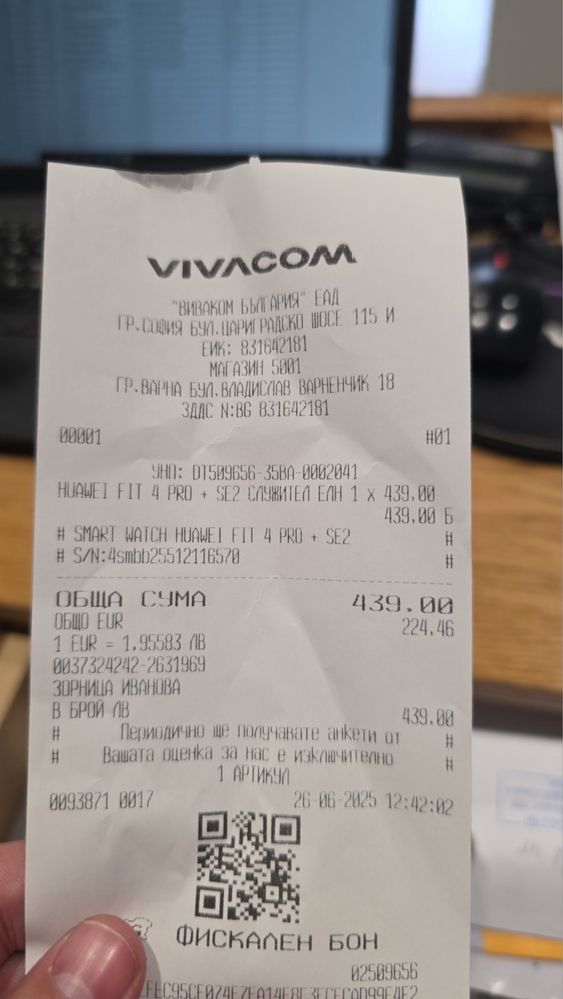 VIVACOM
"ВИВАКОМ БЪЛГАРИЯ" ЕАД
ГР.СОФИЯ БУЛ.ЦАРИГРАДСКО ШОСЕ 115 И
ЕИК: 831642181
МАГАЗИН 5001
ГР.ВАРНА БУЛ.ВЛАДИСЛАВ ВАРНЕНЧИК 18
ЗДДС N:BG 831642181
00001 #01
УНП: DT509656-35BA-0002041
HUAWEI FIT 4 PRO + SE2 СЛУЖИТЕЛ ЕЛН 1 x 439.00
439.00 Б
# SMART WATCH HUAWEI FIT 4 PRO + SE2 #
# S/N:4smbb25512116570 #
ОБЩА СУМА 439.00
ОБЩО EUR 224.46
1 EUR = 1.95583 ЛВ
0037324242-2631969
ЗОРНИЦА ИВАНОВА
В БРОЙ ЛВ 439.00
# Периодично ще получавате анкети от #
# Вашата оценка за нас е изключително #
1 АРТИКУЛ
0093871 0017 26-06-2025 12:42:02
ФИСКАЛЕН БОН
02509656